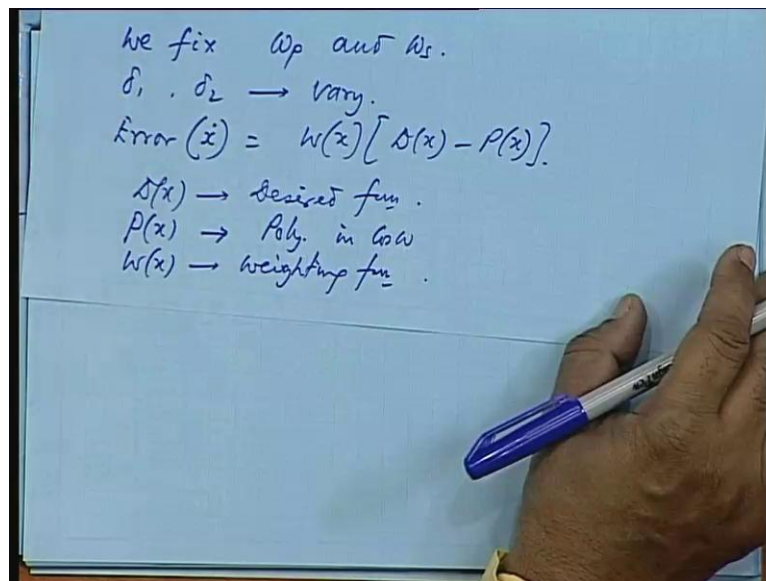 We fix ωp and ωs.
δ1 . δ2 → vary.
Error (x) = W(x)[ D(x) – P(x)].
D(x) → Desired fun.
P(x) → Poly. in Cos ω
W(x) → weighting fun.